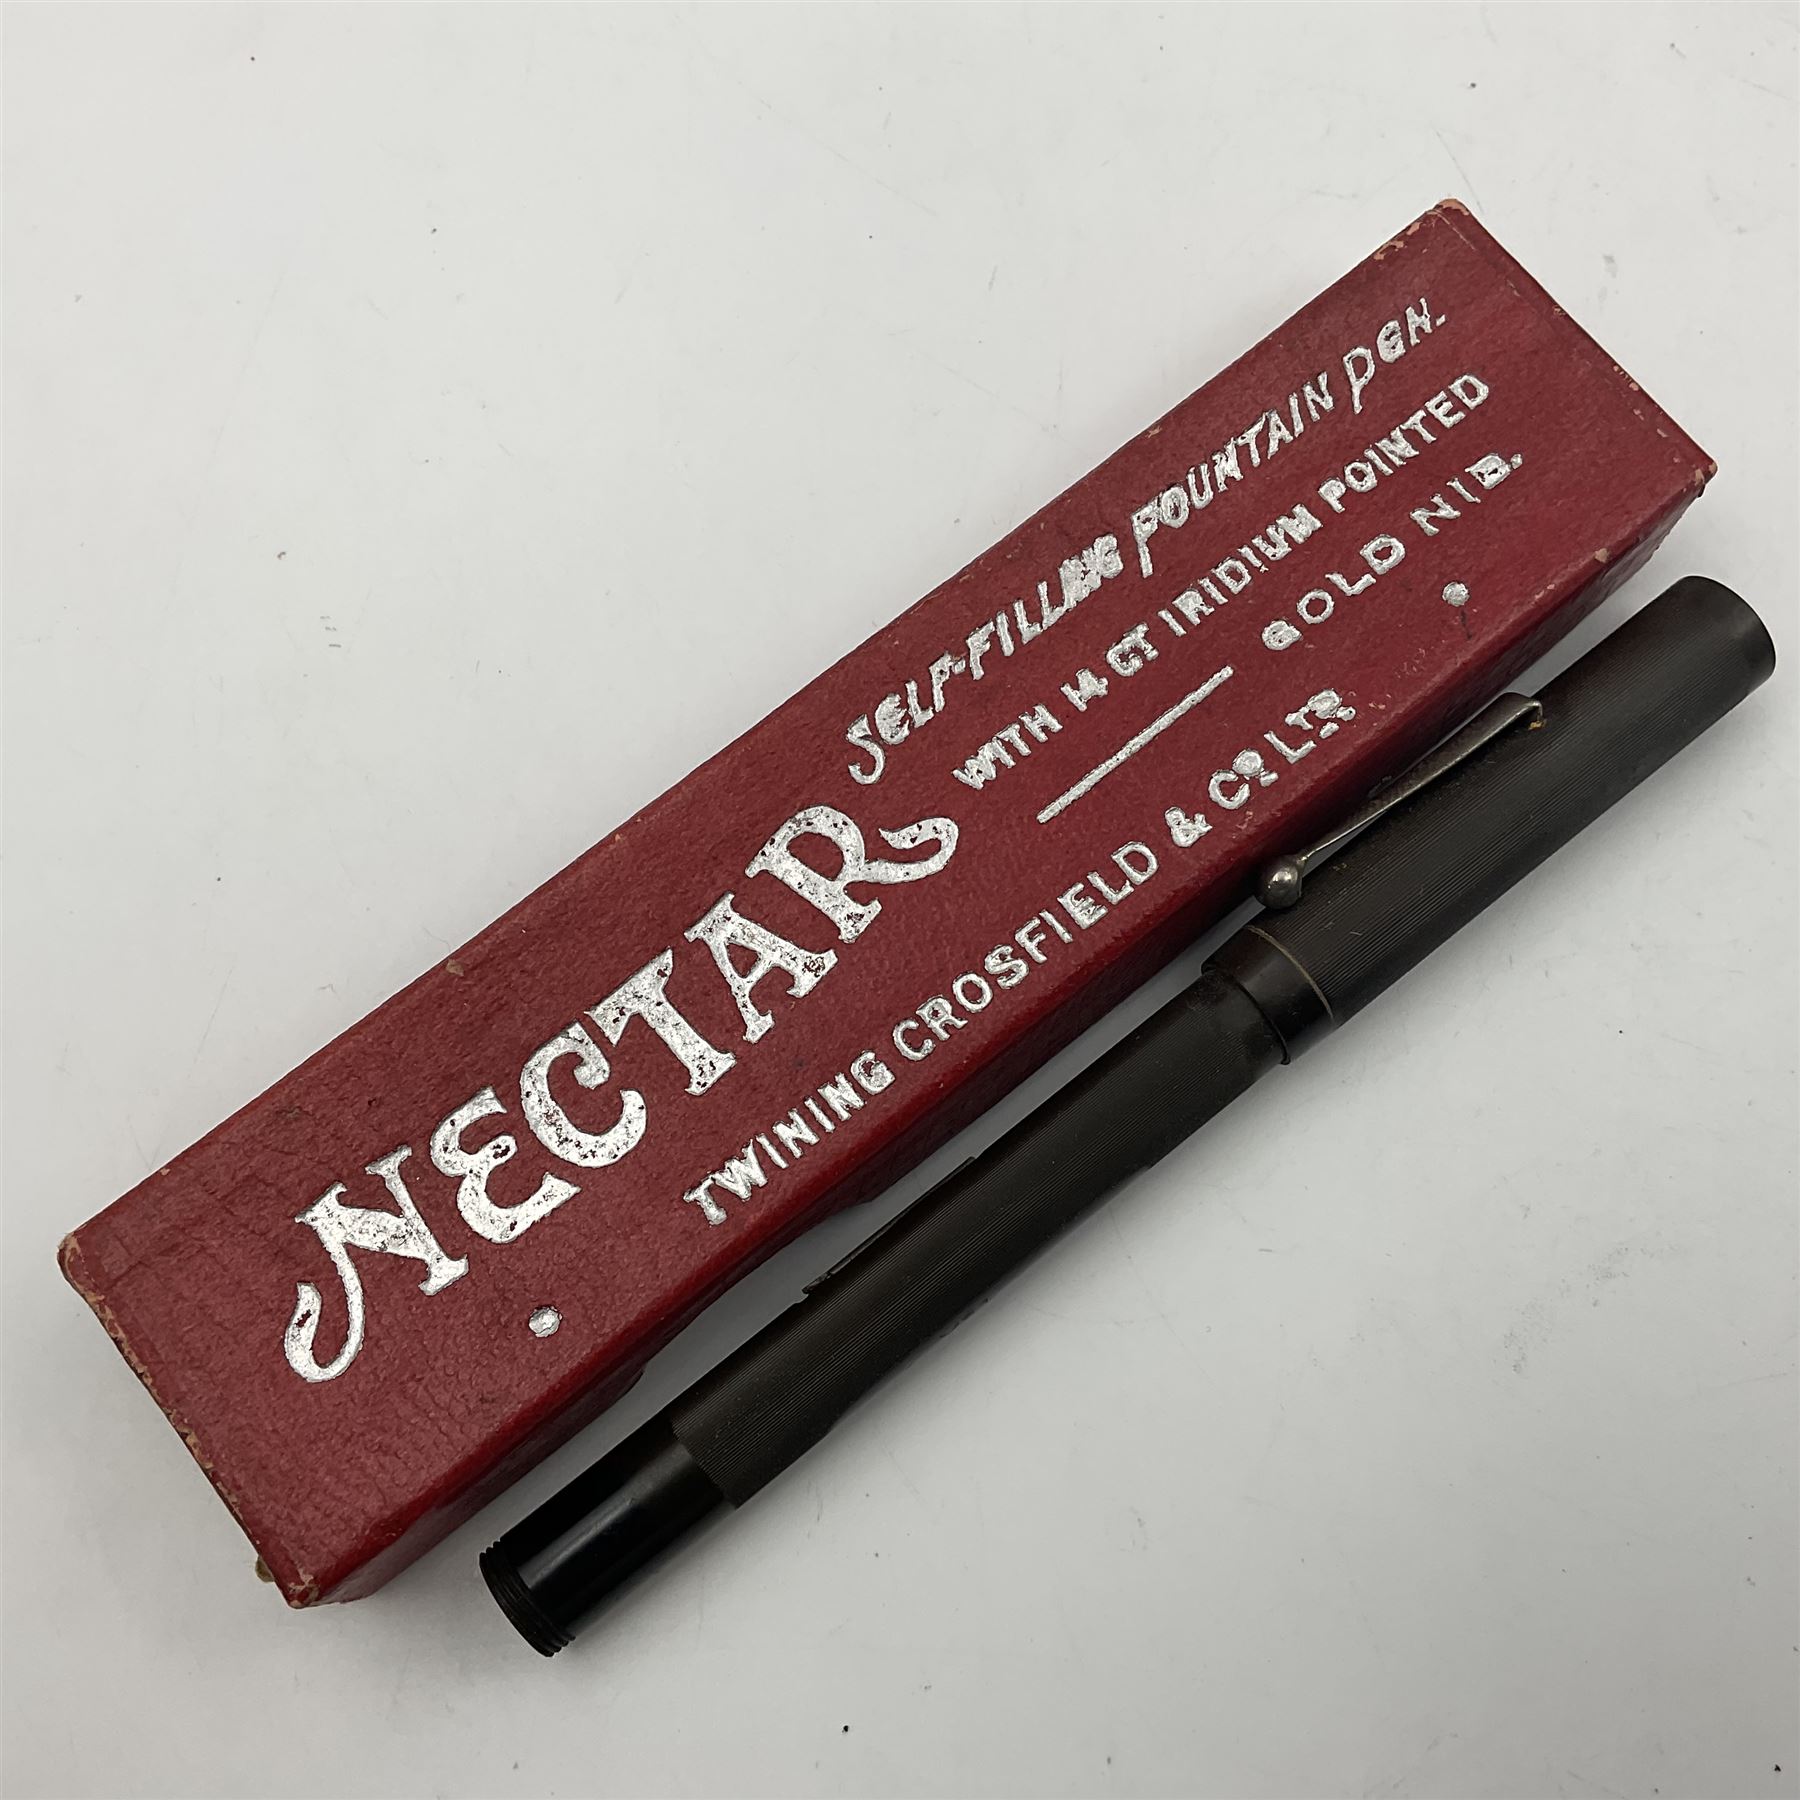 NECTAR
SELF-FILLING FOUNTAIN PEN.
WITH 14 CT IRIDIUM POINTED
GOLD NIB.
TWINING CROSFIELD & CO LTD